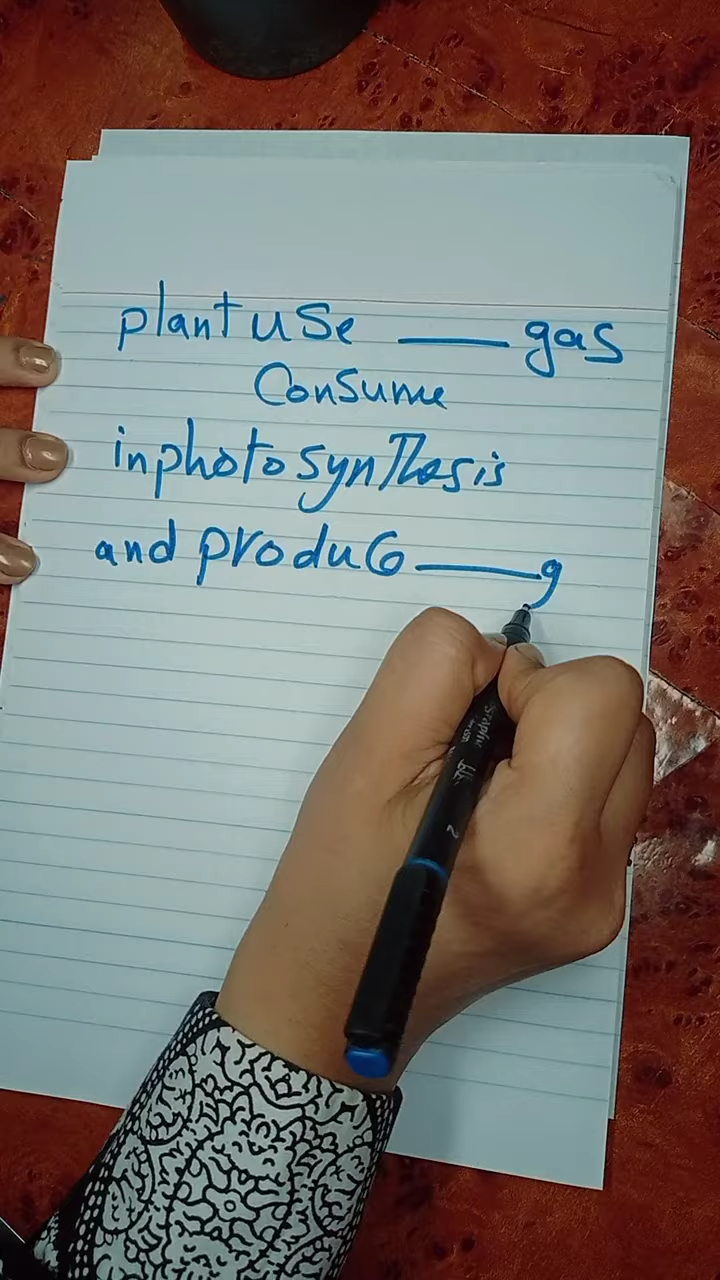 plant use ____ gas
Consume
in photosynthesis
and produce ____ g